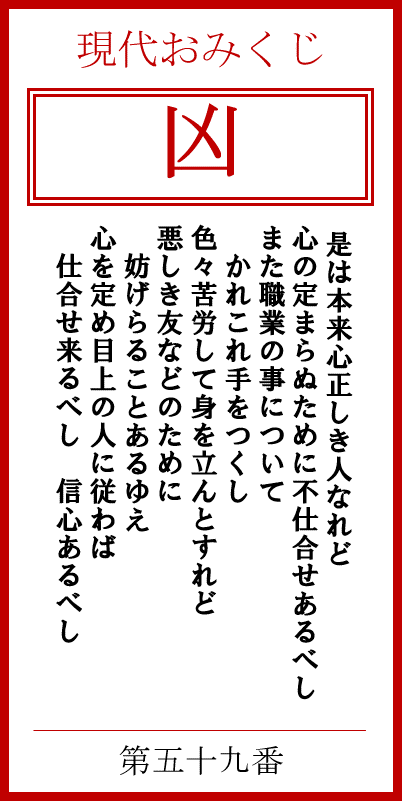 現代おみくじ
凶
是は本来心正しき人なれど
心の定まらぬために不仕合せあるべし
また職業の事について
かれこれ手をつくし
色々苦労して身を立んとすれど
悪しき友などのために
妨げらることとあるゆえ
心を定め目上の人に従わば
仕合せ来るべし　信心あるべし
第五十九番